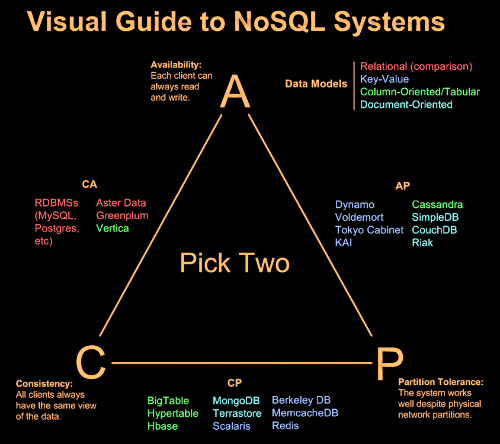 Visual Guide to NoSQL Systems
Availability:
Each client can
always read
and write.
A
Data Models
Relational (comparison)
Key-Value
Column-Oriented/Tabular
Document-Oriented
CA
RDBMSs
(MySQL,
Postgres,
etc)
Aster Data
Greenplum
Vertica
AP
Dynamo
Voldemort
Tokyo Cabinet
KAI
Cassandra
SimpleDB
CouchDB
Riak
Pick Two
C
Consistency:
All clients always
have the same view
of the data.
CP
BigTable
Hypertable
Hbase
MongoDB
Terrastore
Scalaris
Berkeley DB
MemcacheDB
Redis
P
Partition Tolerance:
The system works
well despite physical
network partitions.